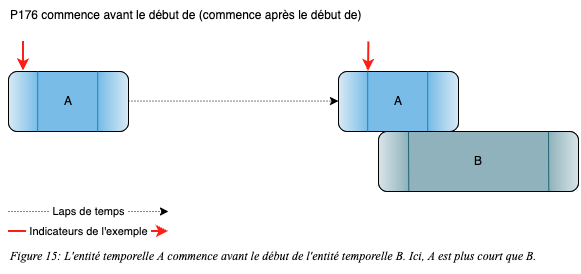 P176 commence avant le début de (commence après le début de)
A
A
B
Laps de temps
Indicateurs de l'exemple
Figure 15: L'entité temporelle A commence avant le début de l'entité temporelle B. Ici, A est plus court que B.